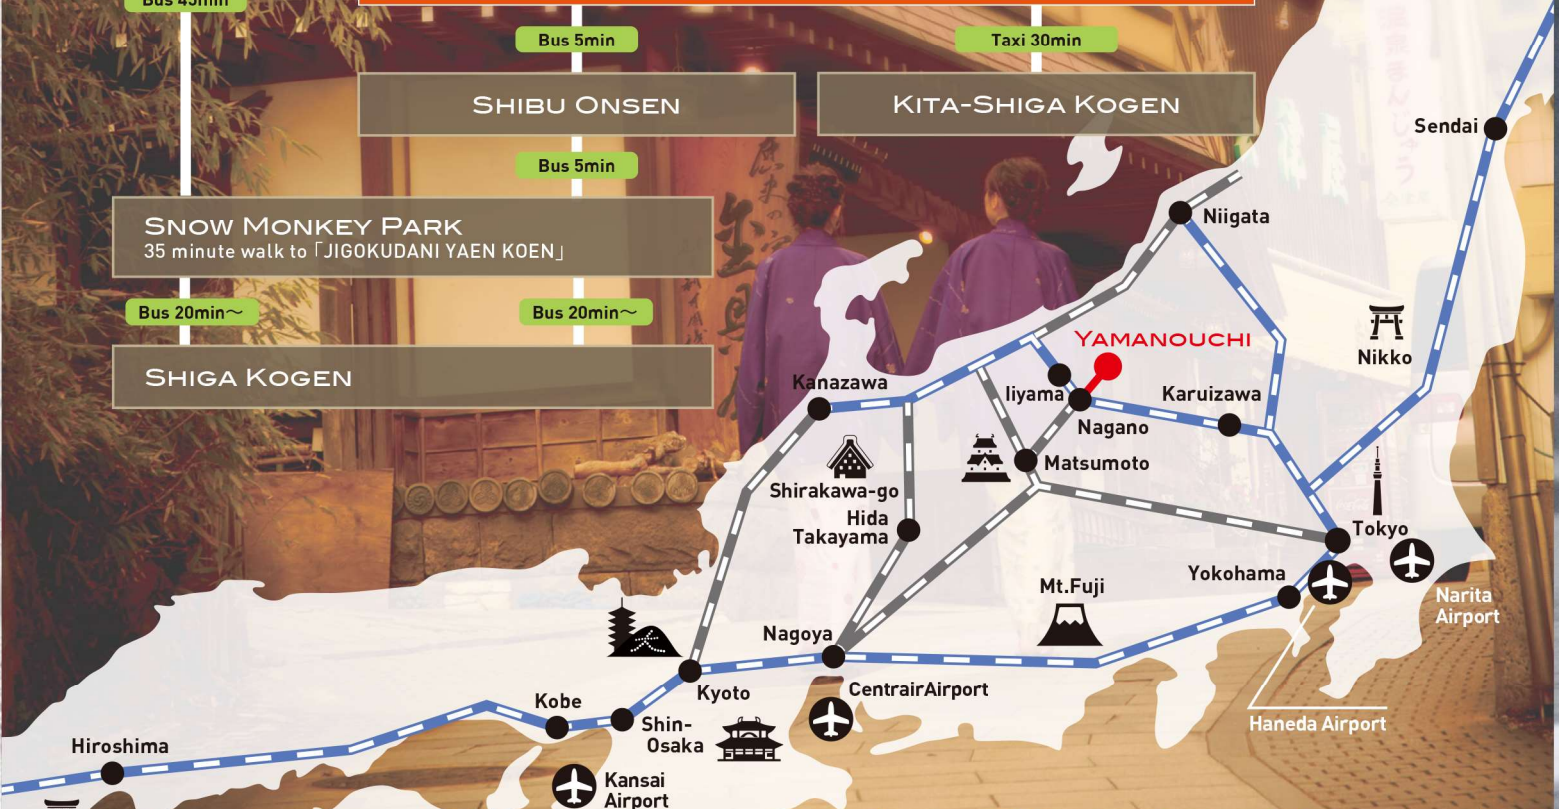 Bus 45min
Bus 5min
Taxi 30min
SHIBU ONSEN
KITA-SHIGA KOGEN
Bus 5min
SNOW MONKEY PARK
35 minute walk to「JIGOKUDANI YAEN KOEN」
Bus 20min〜
Bus 20min〜
SHIGA KOGEN
Sendai
Niigata
Nikko
YAMANOUCHI
Kanazawa
Iiyama
Karuizawa
Nagano
Matsumoto
Shirakawa-go
Hida
Takayama
Tokyo
Yokohama
Mt.Fuji
Narita
Airport
Nagoya
Kyoto
CentrairAirport
Kobe
Shin-
Osaka
Haneda Airport
Hiroshima
Kansai
Airport